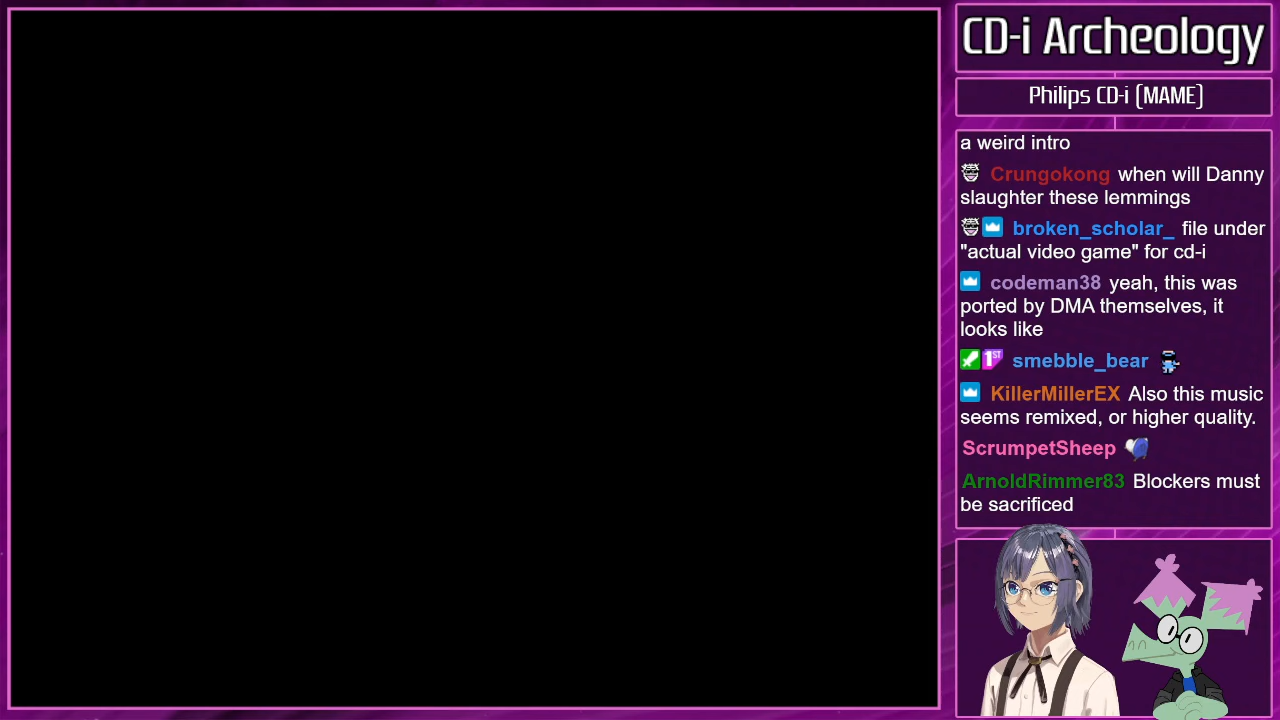 CD-i Archeology
Philips CD-i (MAME)
a weird intro
Crungokong when will Danny
slaughter these lemmings
broken_scholar_ file under
"actual video game" for cd-i
codeman38 yeah, this was
ported by DMA themselves, it
looks like
1ST smebble_bear
KillerMillerEX Also this music
seems remixed, or higher quality.
ScrumpetSheep
ArnoldRimmer83 Blockers must
be sacrificed